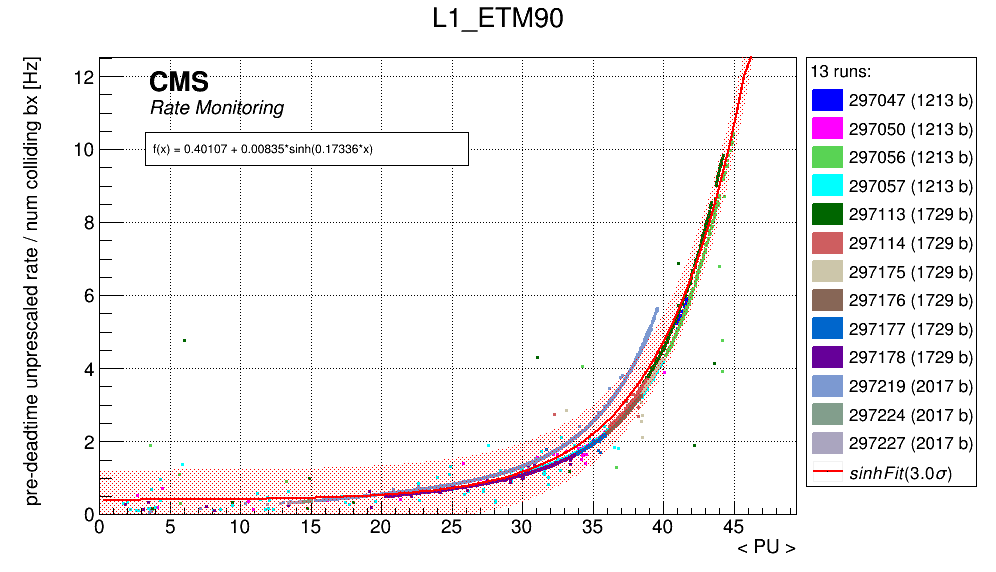 L1_ETM90
pre-deadtime unprescaled rate / num colliding bx [Hz]
12
10
8
6
4
2
0
CMS
Rate Monitoring
f(x) = 0.40107 + 0.00835*sinh(0.17336*x)
0 5 10 15 20 25 30 35 40 45
< PU >
13 runs:
297047 (1213 b)
297050 (1213 b)
297056 (1213 b)
297057 (1213 b)
297113 (1729 b)
297114 (1729 b)
297175 (1729 b)
297176 (1729 b)
297177 (1729 b)
297178 (1729 b)
297219 (2017 b)
297224 (2017 b)
297227 (2017 b)
sinhFit(3.0σ)